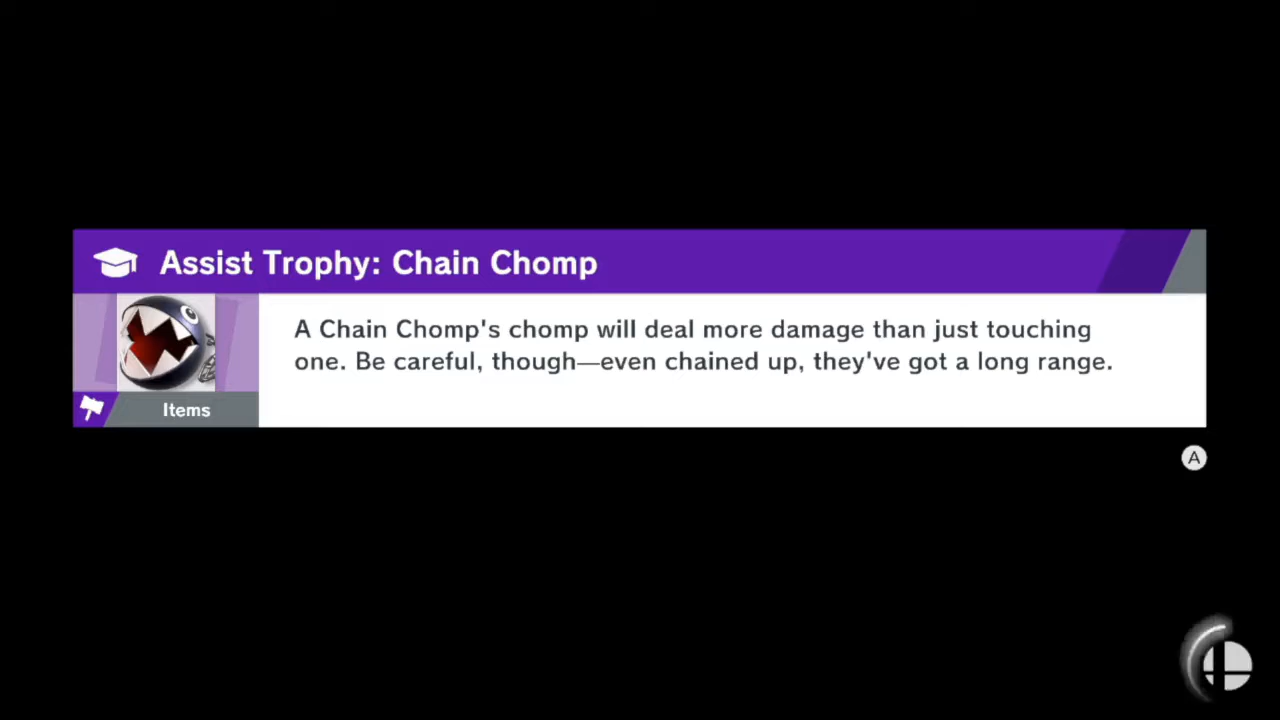 Assist Trophy: Chain Chomp
A Chain Chomp's chomp will deal more damage than just touching
one. Be careful, though—even chained up, they've got a long range.
Items
A